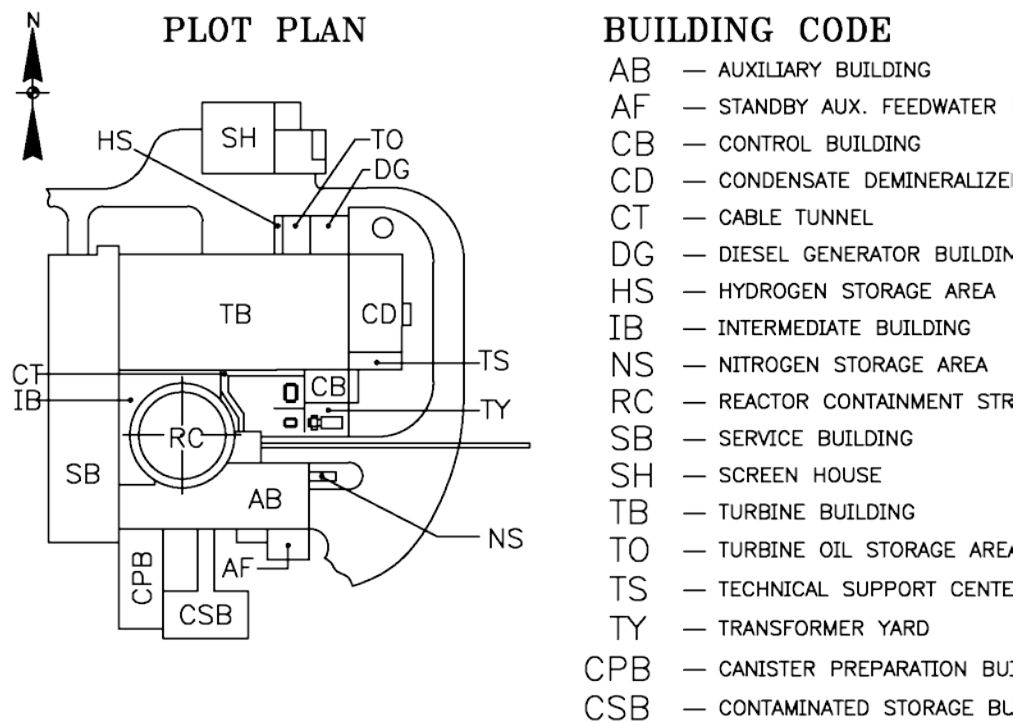 N
PLOT PLAN
HS
SH
TO
DG
TB
CD
CT
TS
CB
IB
TY
RC
SB
AB
NS
AF
CPB
CSB
BUILDING CODE
AB — AUXILIARY BUILDING
AF — STANDBY AUX. FEEDWATER
CB — CONTROL BUILDING
CD — CONDENSATE DEMINERALIZE
CT — CABLE TUNNEL
DG — DIESEL GENERATOR BUILDIN
HS — HYDROGEN STORAGE AREA
IB — INTERMEDIATE BUILDING
NS — NITROGEN STORAGE AREA
RC — REACTOR CONTAINMENT STR
SB — SERVICE BUILDING
SH — SCREEN HOUSE
TB — TURBINE BUILDING
TO — TURBINE OIL STORAGE AREA
TS — TECHNICAL SUPPORT CENTE
TY — TRANSFORMER YARD
CPB — CANISTER PREPARATION BUI
CSB — CONTAMINATED STORAGE BU